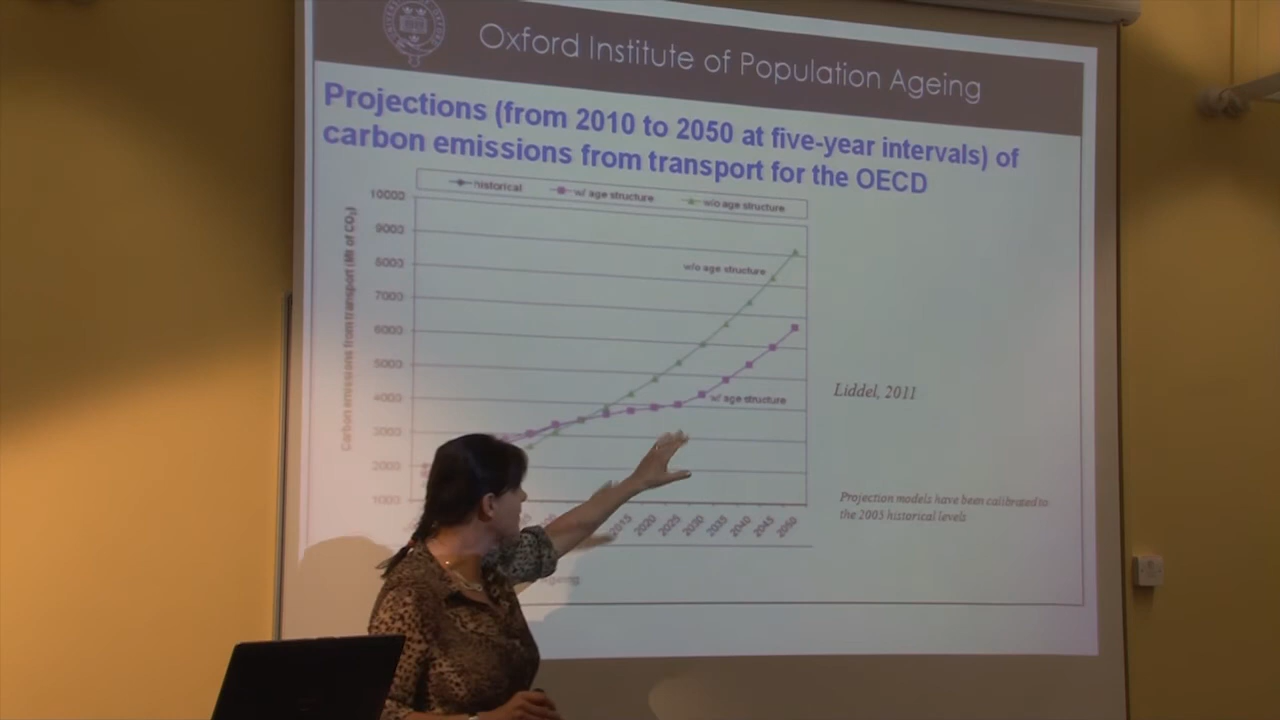 Oxford Institute of Population Ageing
Projections (from 2010 to 2050 at five-year intervals) of
carbon emissions from transport for the OECD
historical w/ age structure w/o age structure
10000
9000
8000
7000
6000
5000
4000
3000
2000
1000
Carbon emissions from transport (Mt of CO2)
w/o age structure
w/ age structure
2015 2020 2025 2030 2035 2040 2045 2050
Liddel, 2011
Projection models have been calibrated to
the 2005 historical levels